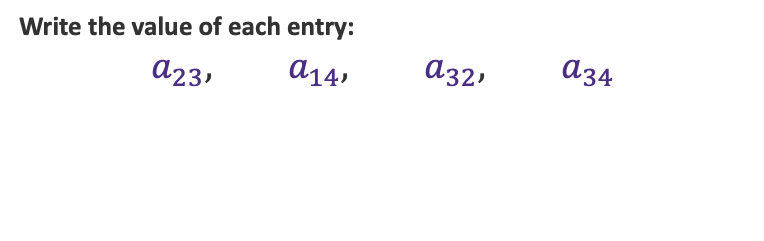 Write the value of each entry:
a₂₃, a₁₄, a₃₂, a₃₄